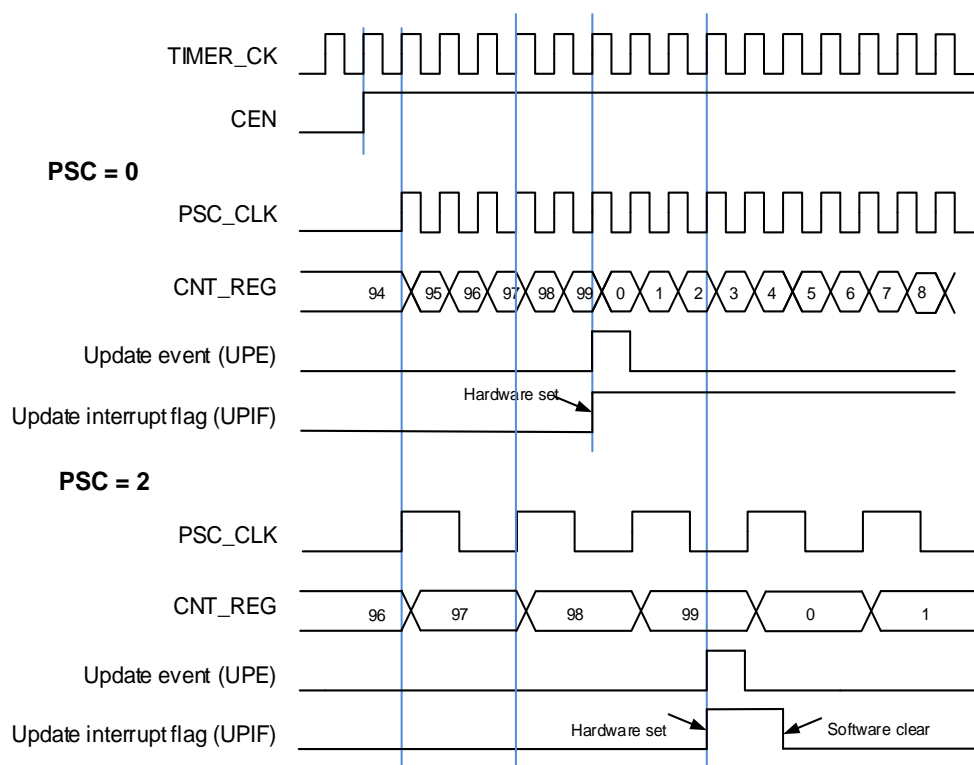 TIMER_CK
CEN
PSC = 0
PSC_CLK
CNT_REG 94 95 96 97 98 99 0 1 2 3 4 5 6 7 8
Update event (UPE)
Hardware set
Update interrupt flag (UPIF)
PSC = 2
PSC_CLK
CNT_REG 96 97 98 99 0 1
Update event (UPE)
Update interrupt flag (UPIF) Hardware set Software clear